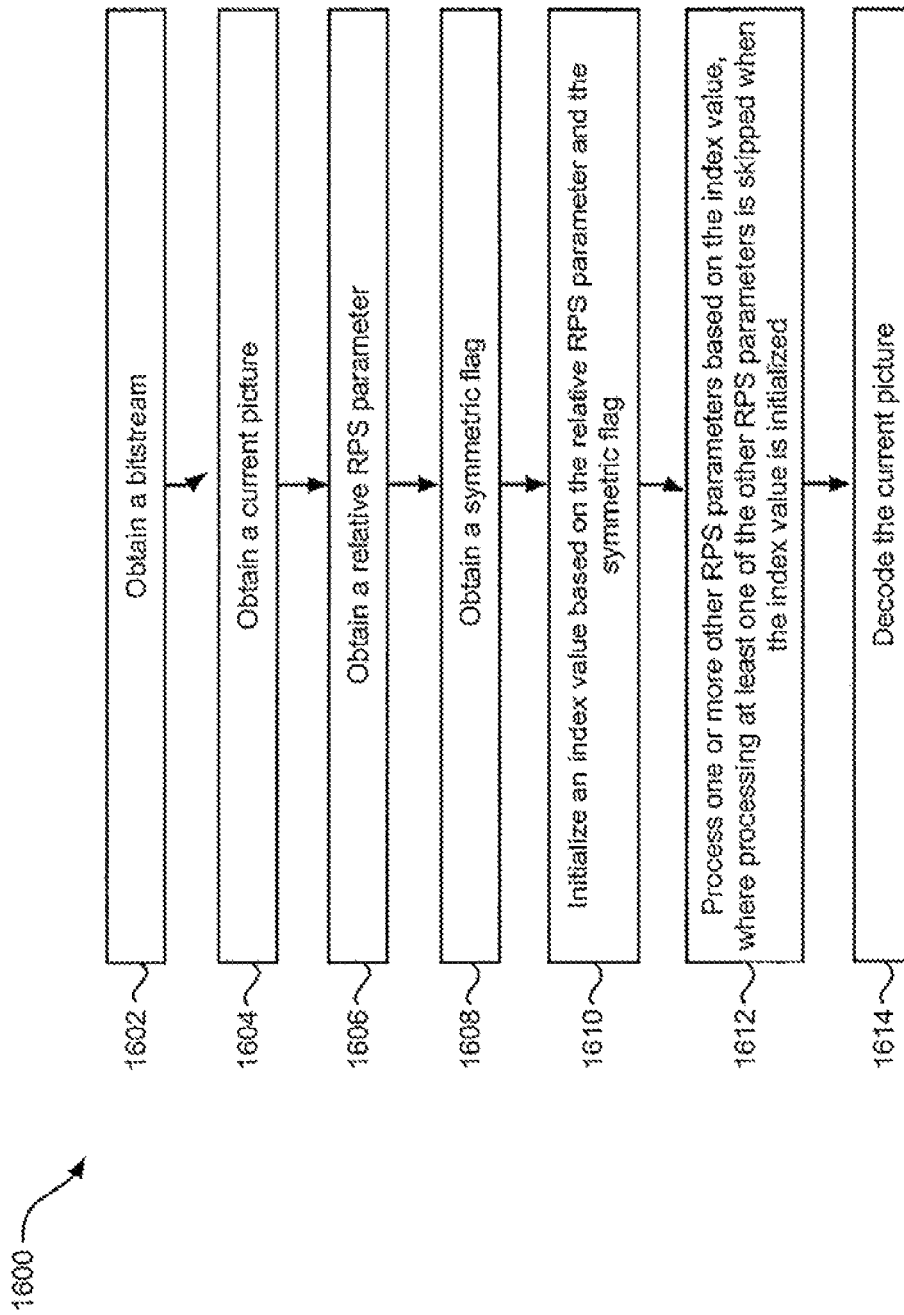 1600
1602
Obtain a bitstream
1604
Obtain a current picture
1606
Obtain a relative RPS parameter
1608
Obtain a symmetric flag
1610
Initialize an index value based on the relative RPS parameter and the
symmetric flag
1612
Process one or more other RPS parameters based on the index value,
where processing at least one of the other RPS parameters is skipped when
the index value is initialized
1614
Decode the current picture